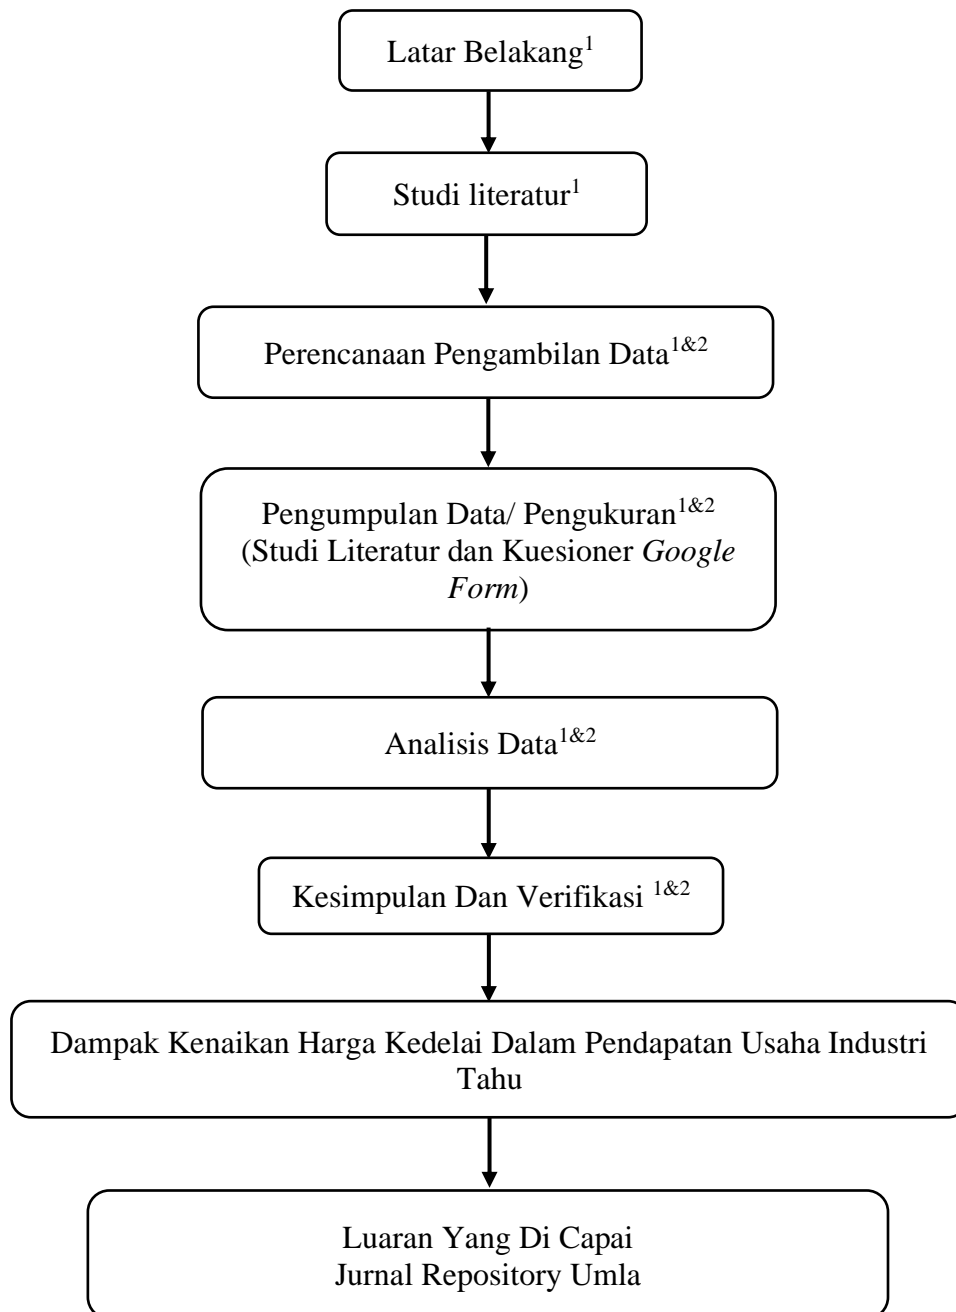 Latar Belakang¹
Studi literatur¹
Perencanaan Pengambilan Data¹&²
Pengumpulan Data/ Pengukuran¹&²
(Studi Literatur dan Kuesioner Google
Form)
Analisis Data¹&²
Kesimpulan Dan Verifikasi ¹&²
Dampak Kenaikan Harga Kedelai Dalam Pendapatan Usaha Industri
Tahu
Luaran Yang Di Capai
Jurnal Repository Umla